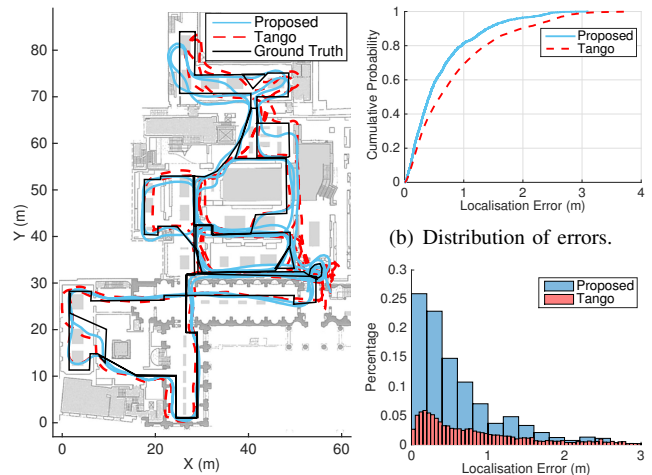 Proposed
Tango
Ground Truth
Y (m)
80
70
60
50
40
30
20
10
0
0
20
40
60
X (m)
Cumulative Probability
1
0.8
0.6
0.4
0.2
0
Proposed
Tango
0
1
2
3
4
Localisation Error (m)
(b) Distribution of errors.
Percentage
0.3
0.25
0.2
0.15
0.1
0.05
0
Proposed
Tango
0
1
2
3
Localisation Error (m)